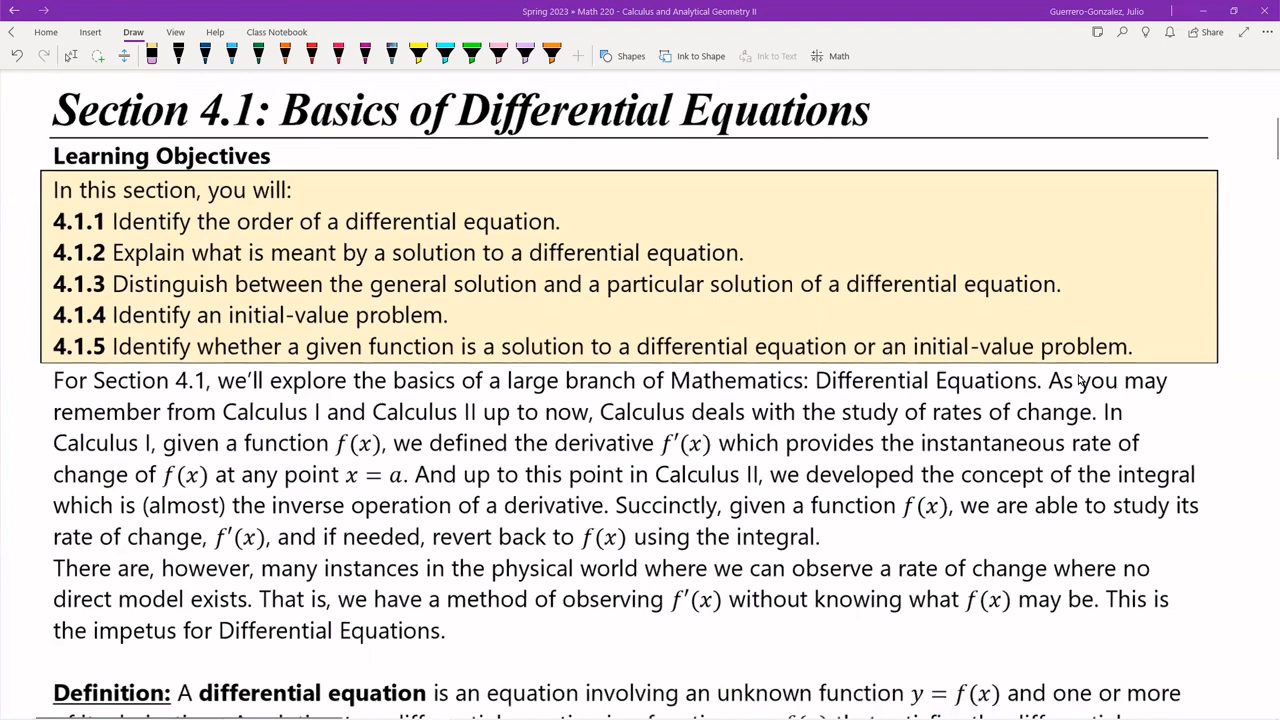 Spring 2023 » Math 220 - Calculus and Analytical Geometry II
Guerrero-Gonzalez, Julio
Home Insert Draw View Help Class Notebook
Shapes Ink to Shape Ink to Text Math Share
Section 4.1: Basics of Differential Equations
Learning Objectives
In this section, you will:
4.1.1 Identify the order of a differential equation.
4.1.2 Explain what is meant by a solution to a differential equation.
4.1.3 Distinguish between the general solution and a particular solution of a differential equation.
4.1.4 Identify an initial-value problem.
4.1.5 Identify whether a given function is a solution to a differential equation or an initial-value problem.
For Section 4.1, we'll explore the basics of a large branch of Mathematics: Differential Equations. As you may
remember from Calculus I and Calculus II up to now, Calculus deals with the study of rates of change. In
Calculus I, given a function f(x), we defined the derivative f′(x) which provides the instantaneous rate of
change of f(x) at any point x = a. And up to this point in Calculus II, we developed the concept of the integral
which is (almost) the inverse operation of a derivative. Succinctly, given a function f(x), we are able to study its
rate of change, f′(x), and if needed, revert back to f(x) using the integral.
There are, however, many instances in the physical world where we can observe a rate of change where no
direct model exists. That is, we have a method of observing f′(x) without knowing what f(x) may be. This is
the impetus for Differential Equations.
Definition: A differential equation is an equation involving an unknown function y = f(x) and one or more